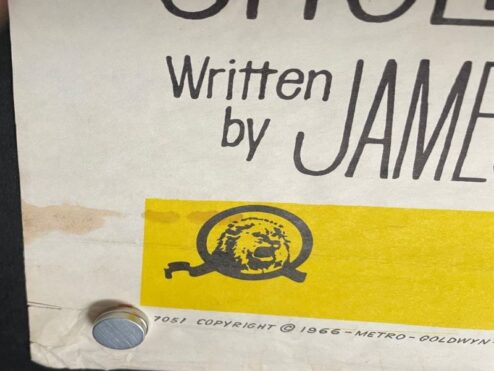 Written
by JAME
7051 COPYRIGHT © 1966 – METRO-GOLDWYN-